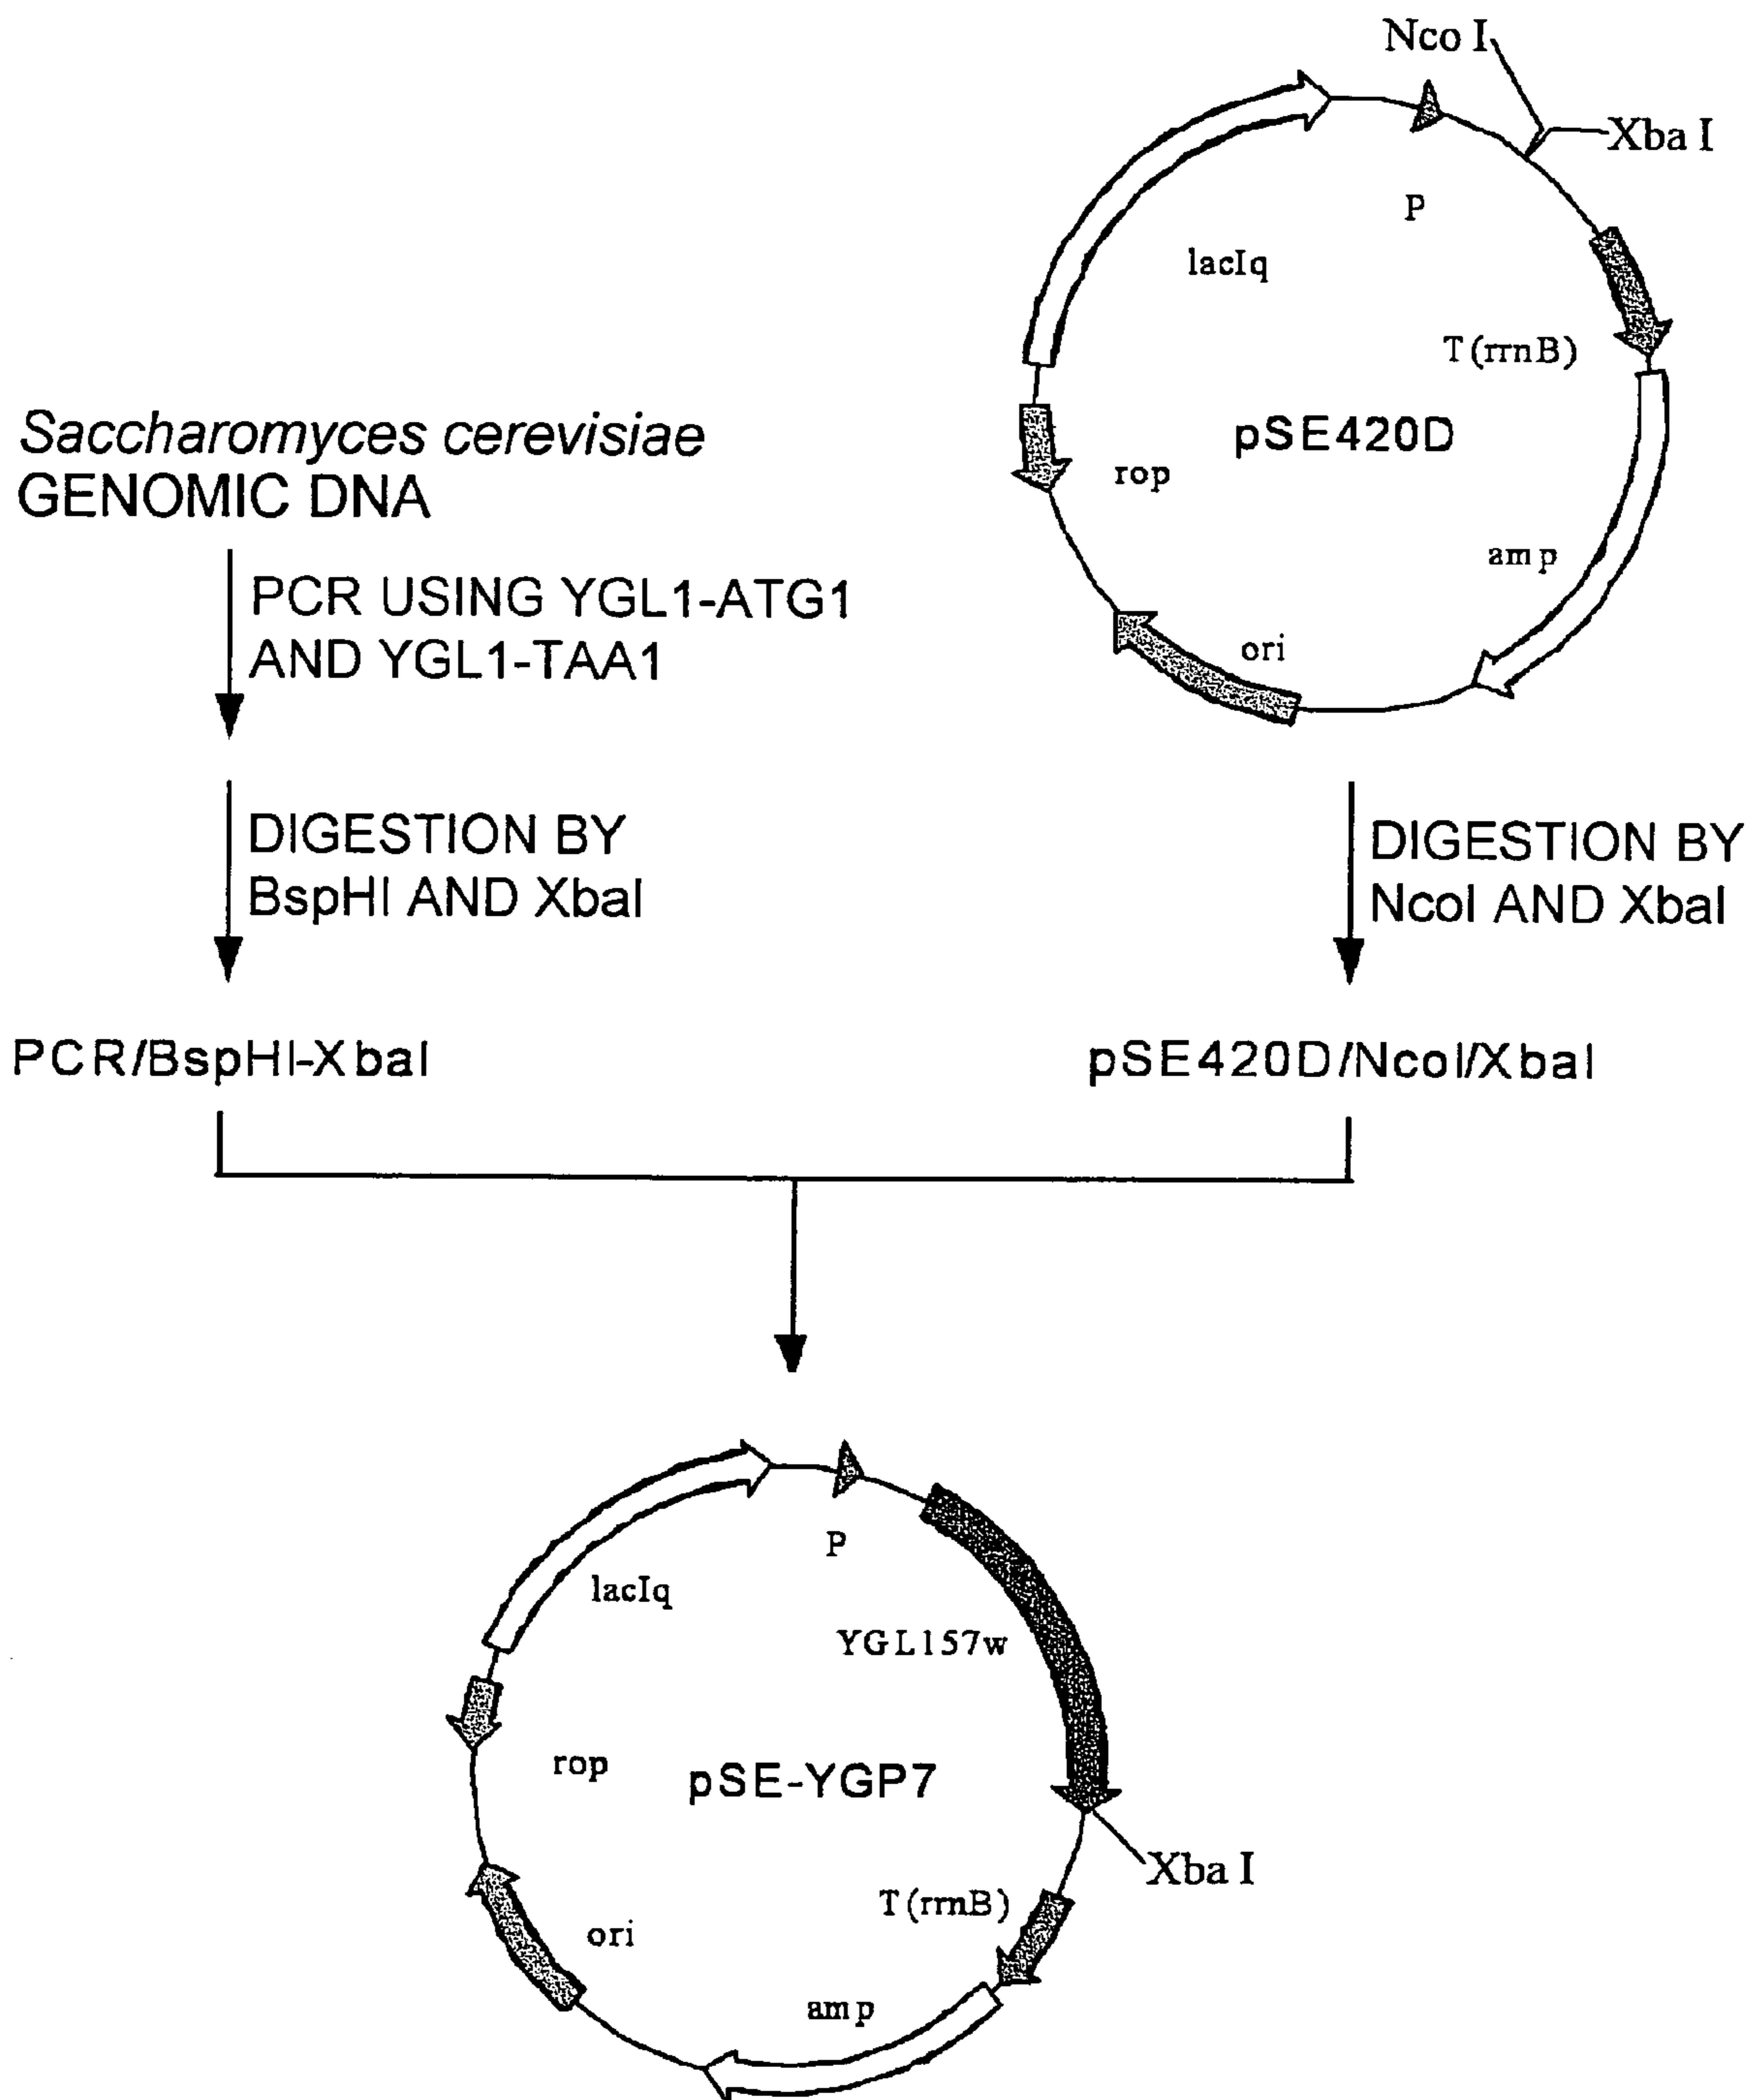 Nco I
Xba I
P
lacIq
T(rrnB)
pSE420D
rop
amp
ori
Saccharomyces cerevisiae
GENOMIC DNA
PCR USING YGL1-ATG1
AND YGL1-TAA1
DIGESTION BY
BspHI AND XbaI
DIGESTION BY
NcoI AND XbaI
PCR/BspHI-XbaI
pSE420D/NcoI/XbaI
P
lacIq
YGL157w
rop
pSE-YGP7
Xba I
T(rrnB)
ori
amp